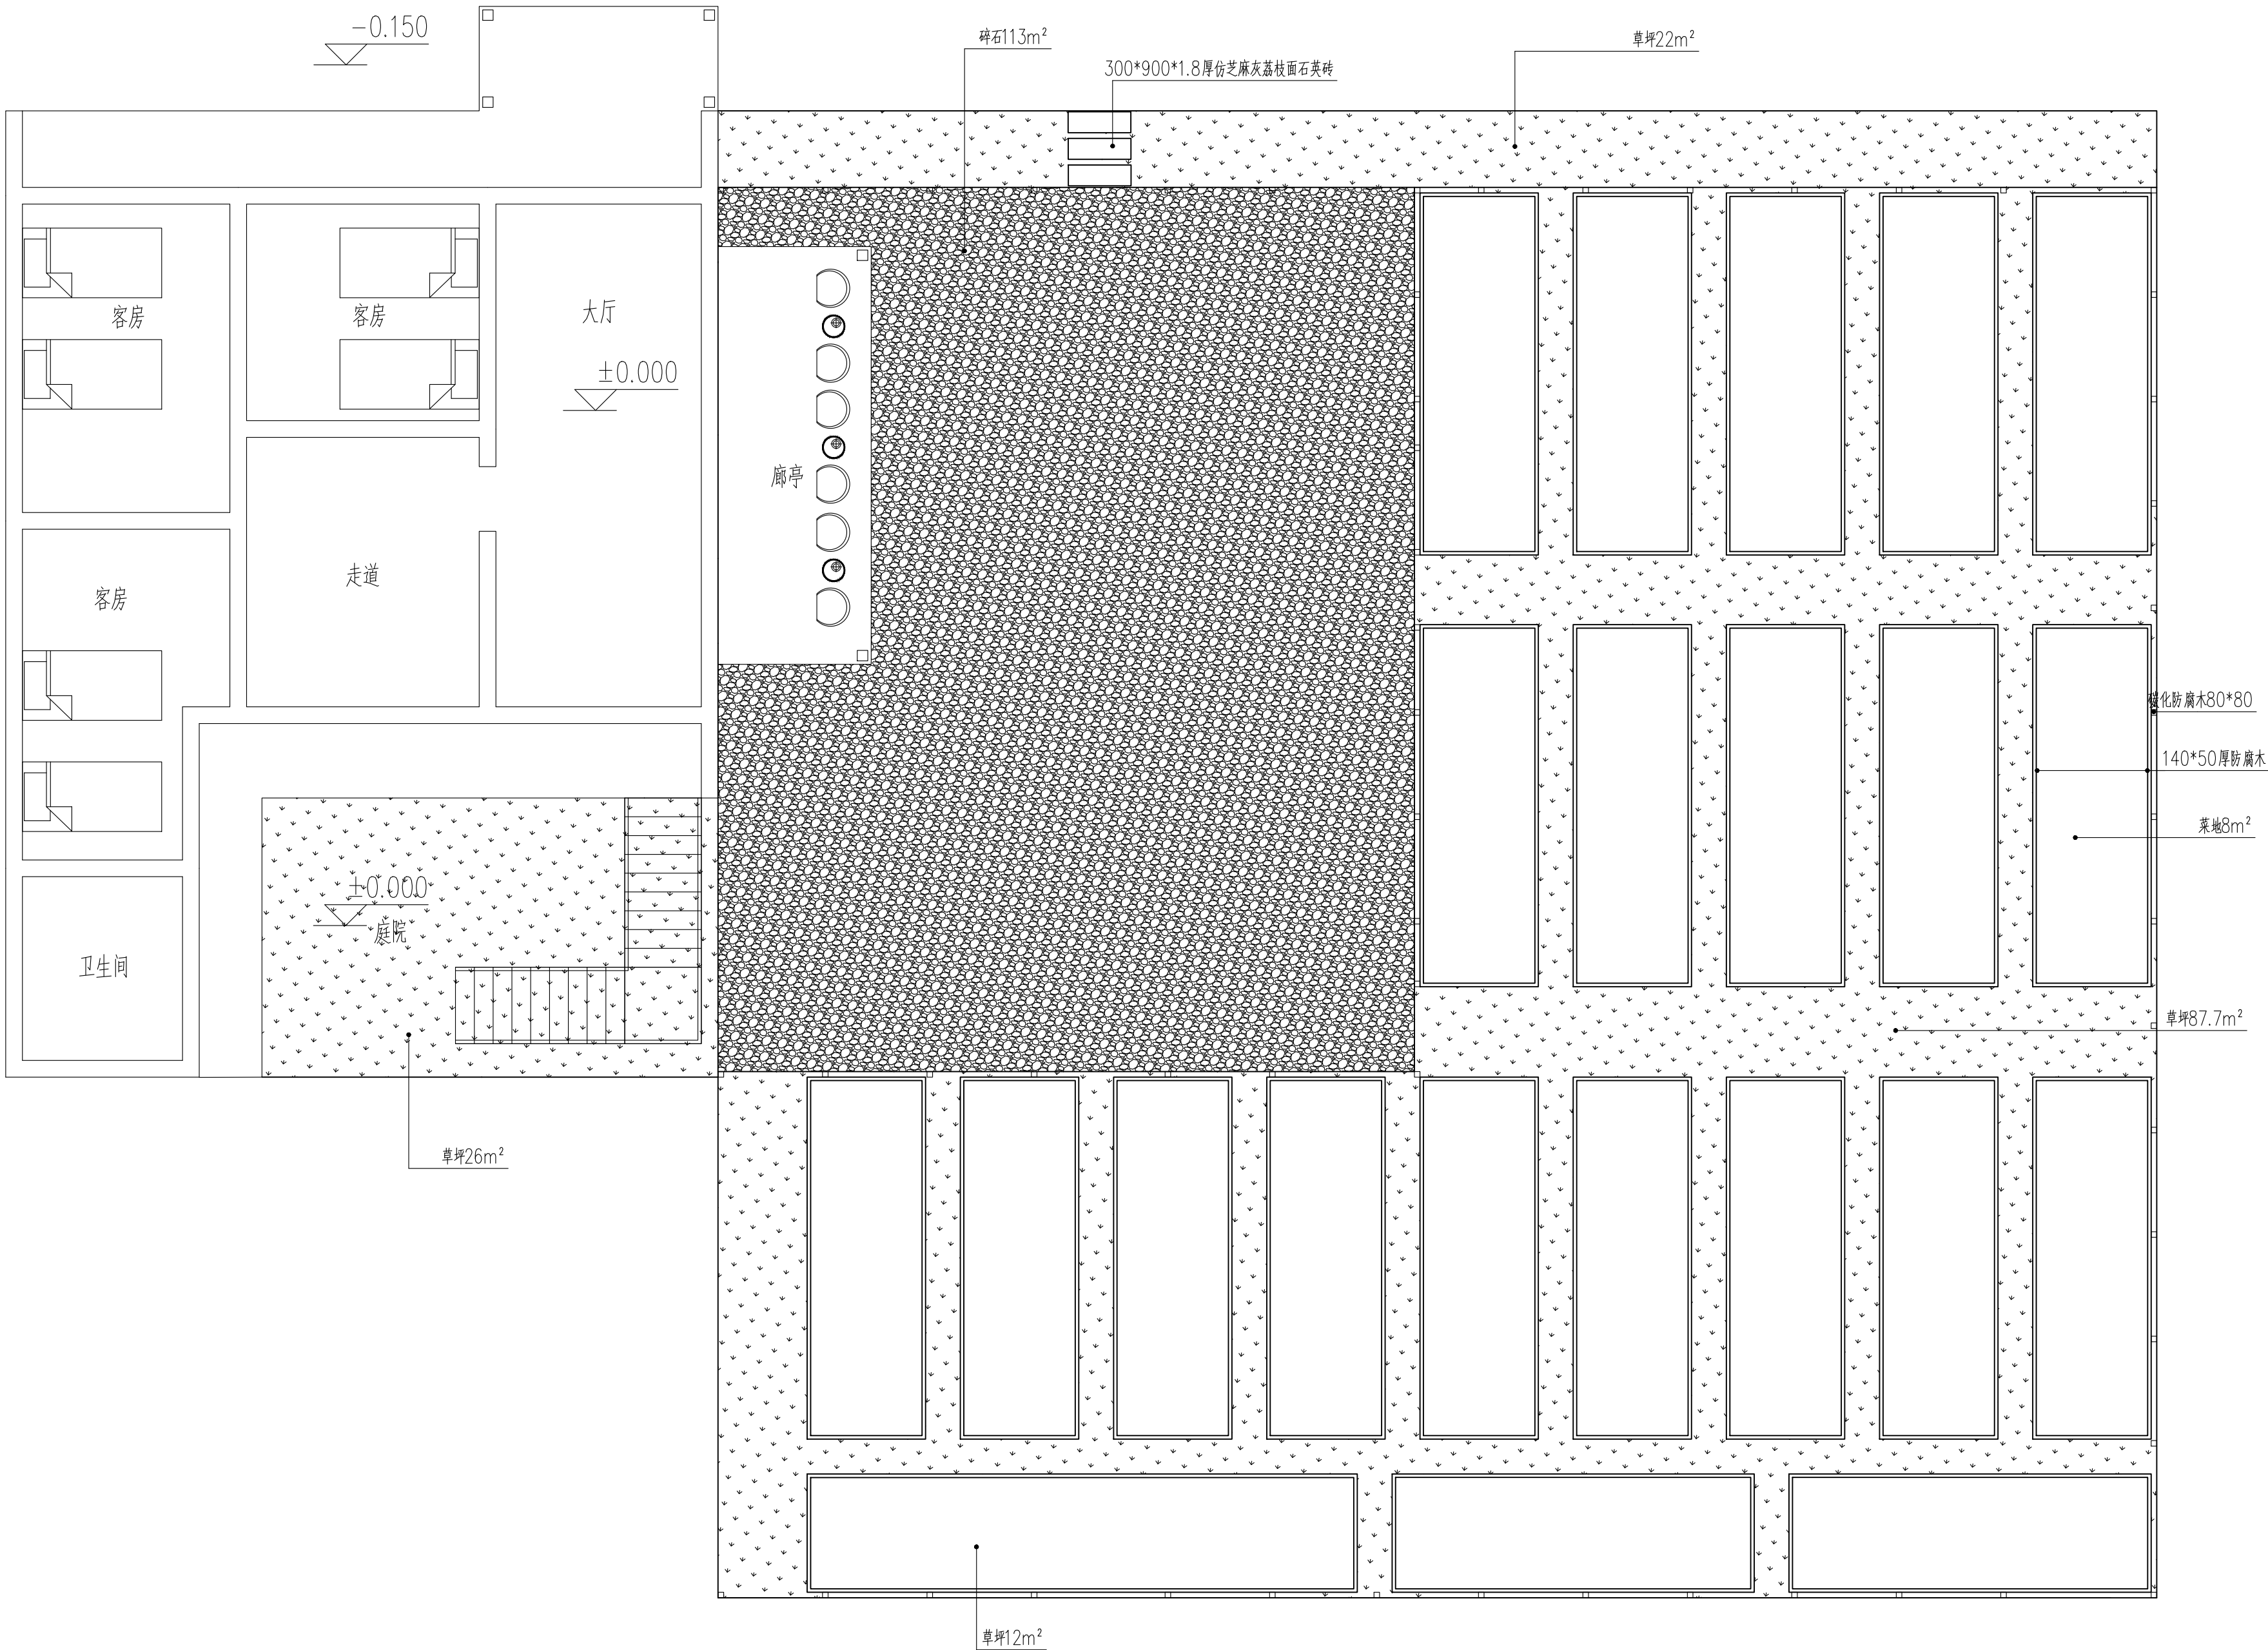 -0.150
碎石113m²
草坪22m²
300*900*1.8厚仿芝麻灰荔枝面石英砖
客房
客房
大厅
±0.000
廊亭
走道
客房
碳化防腐木80*80
140*50厚防腐木
菜地8m²
±0.000
庭院
卫生间
草坪87.7m²
草坪26m²
草坪12m²